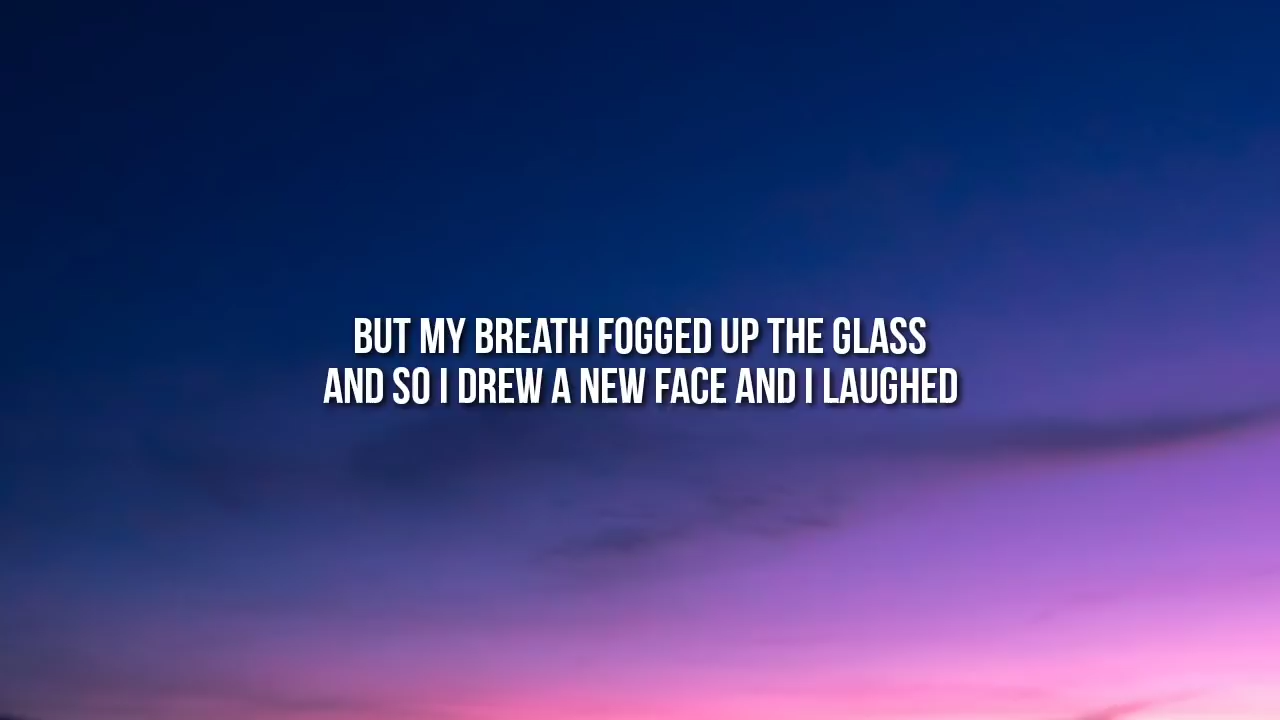 BUT MY BREATH FOGGED UP THE GLASS
AND SO I DREW A NEW FACE AND I LAUGHED